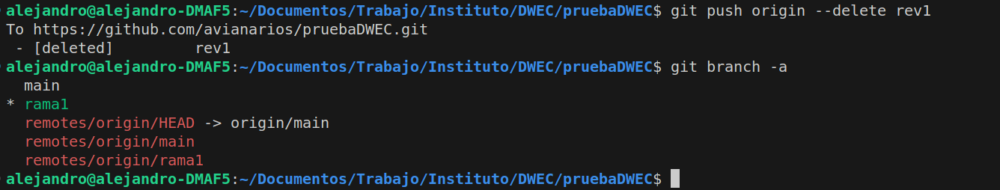 alejandro@alejandro-DMAF5:~/Documentos/Trabajo/Instituto/DWEC/pruebaDWEC$ git push origin --delete rev1
To https://github.com/avianarios/pruebaDWEC.git
 - [deleted]         rev1
alejandro@alejandro-DMAF5:~/Documentos/Trabajo/Instituto/DWEC/pruebaDWEC$ git branch -a
  main
* rama1
  remotes/origin/HEAD -> origin/main
  remotes/origin/main
  remotes/origin/rama1
alejandro@alejandro-DMAF5:~/Documentos/Trabajo/Instituto/DWEC/pruebaDWEC$